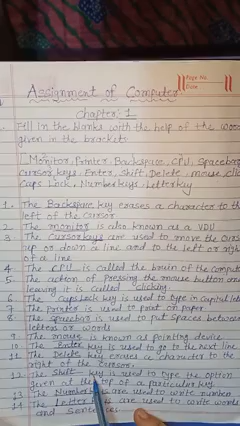 Page No.
Date
Assignment of Computer
Chapter: 1
Fill in the blanks with the help of the
given in the brackets
Monitor, Printer, Backspace, CPU, Spacebar
Cursor keys, Enter, Shift, Delete, mouse,
Caps Lock, Number keys, Letter key
1. The Backspace key erases a character to the
left of the cursor
2. The monitor is also known as a VDU
3. The cursor keys are used to move the
up or down a line and to the left or
of a line
4. The CPU is called the brain of the
5. The action of pressing the mouse button
leaving it is called clicking.
6. The Caps Lock key is used to type in capital
7. The printer is used to print on paper
8. The spacebar is used to put spaces between
letters or words
9. The mouse is known as pointing device
10. The Enter key is used to go to the next line
11. The Delete key erases a character to the
right of the cursor.
12. The Shift key is used to type the option
given at the top of a particular key
13. The Number are used to write number
14. The are used to write words
and sentences